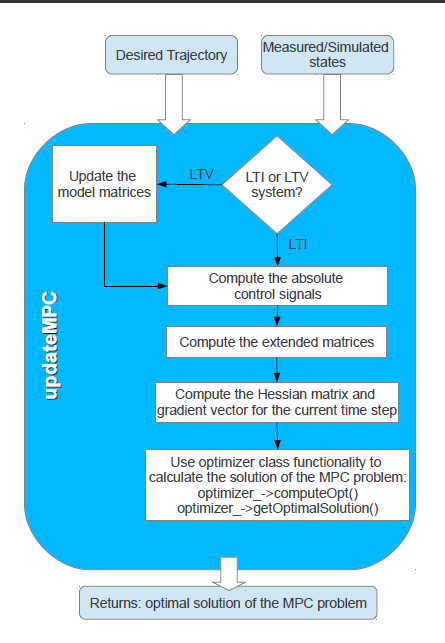 Desired Trajectory
Measured/Simulated
states
Update the
model matrices
LTV
LTI or LTV
system?
LTI
Compute the absolute
control signals
updateMPC
Compute the extended matrices
Compute the Hessian matrix and
gradient vector for the current time step
Use optimizer class functionality to
calculate the solution of the MPC problem:
optimizer_->computeOpt()
optimizer_->getOptimalSolution()
Returns: optimal solution of the MPC problem